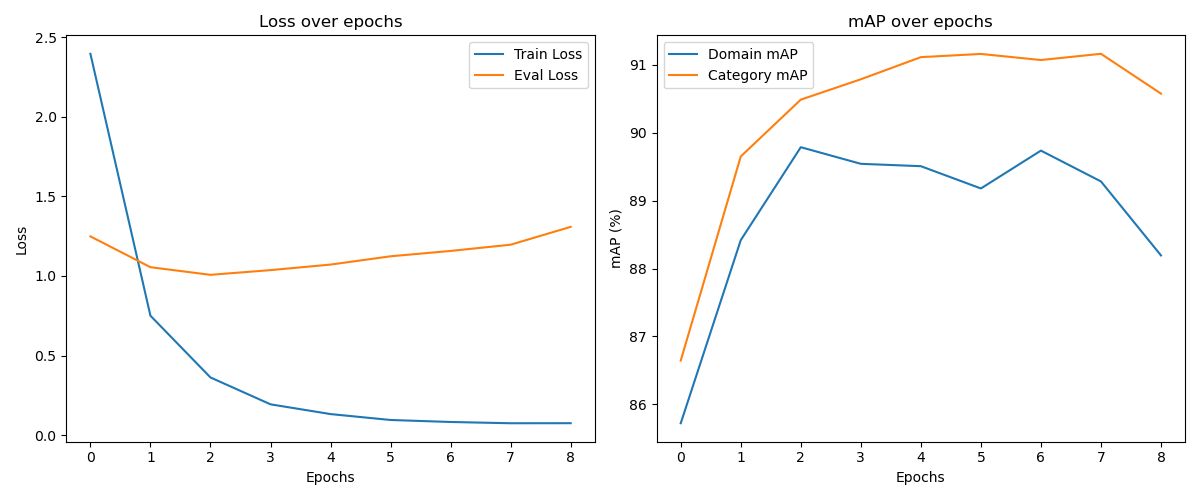 Loss over epochs
2.5
2.0
1.5
1.0
0.5
0.0
Loss
0 1 2 3 4 5 6 7 8
Epochs
Train Loss
Eval Loss
mAP over epochs
91
90
89
88
87
86
mAP (%)
0 1 2 3 4 5 6 7 8
Epochs
Domain mAP
Category mAP